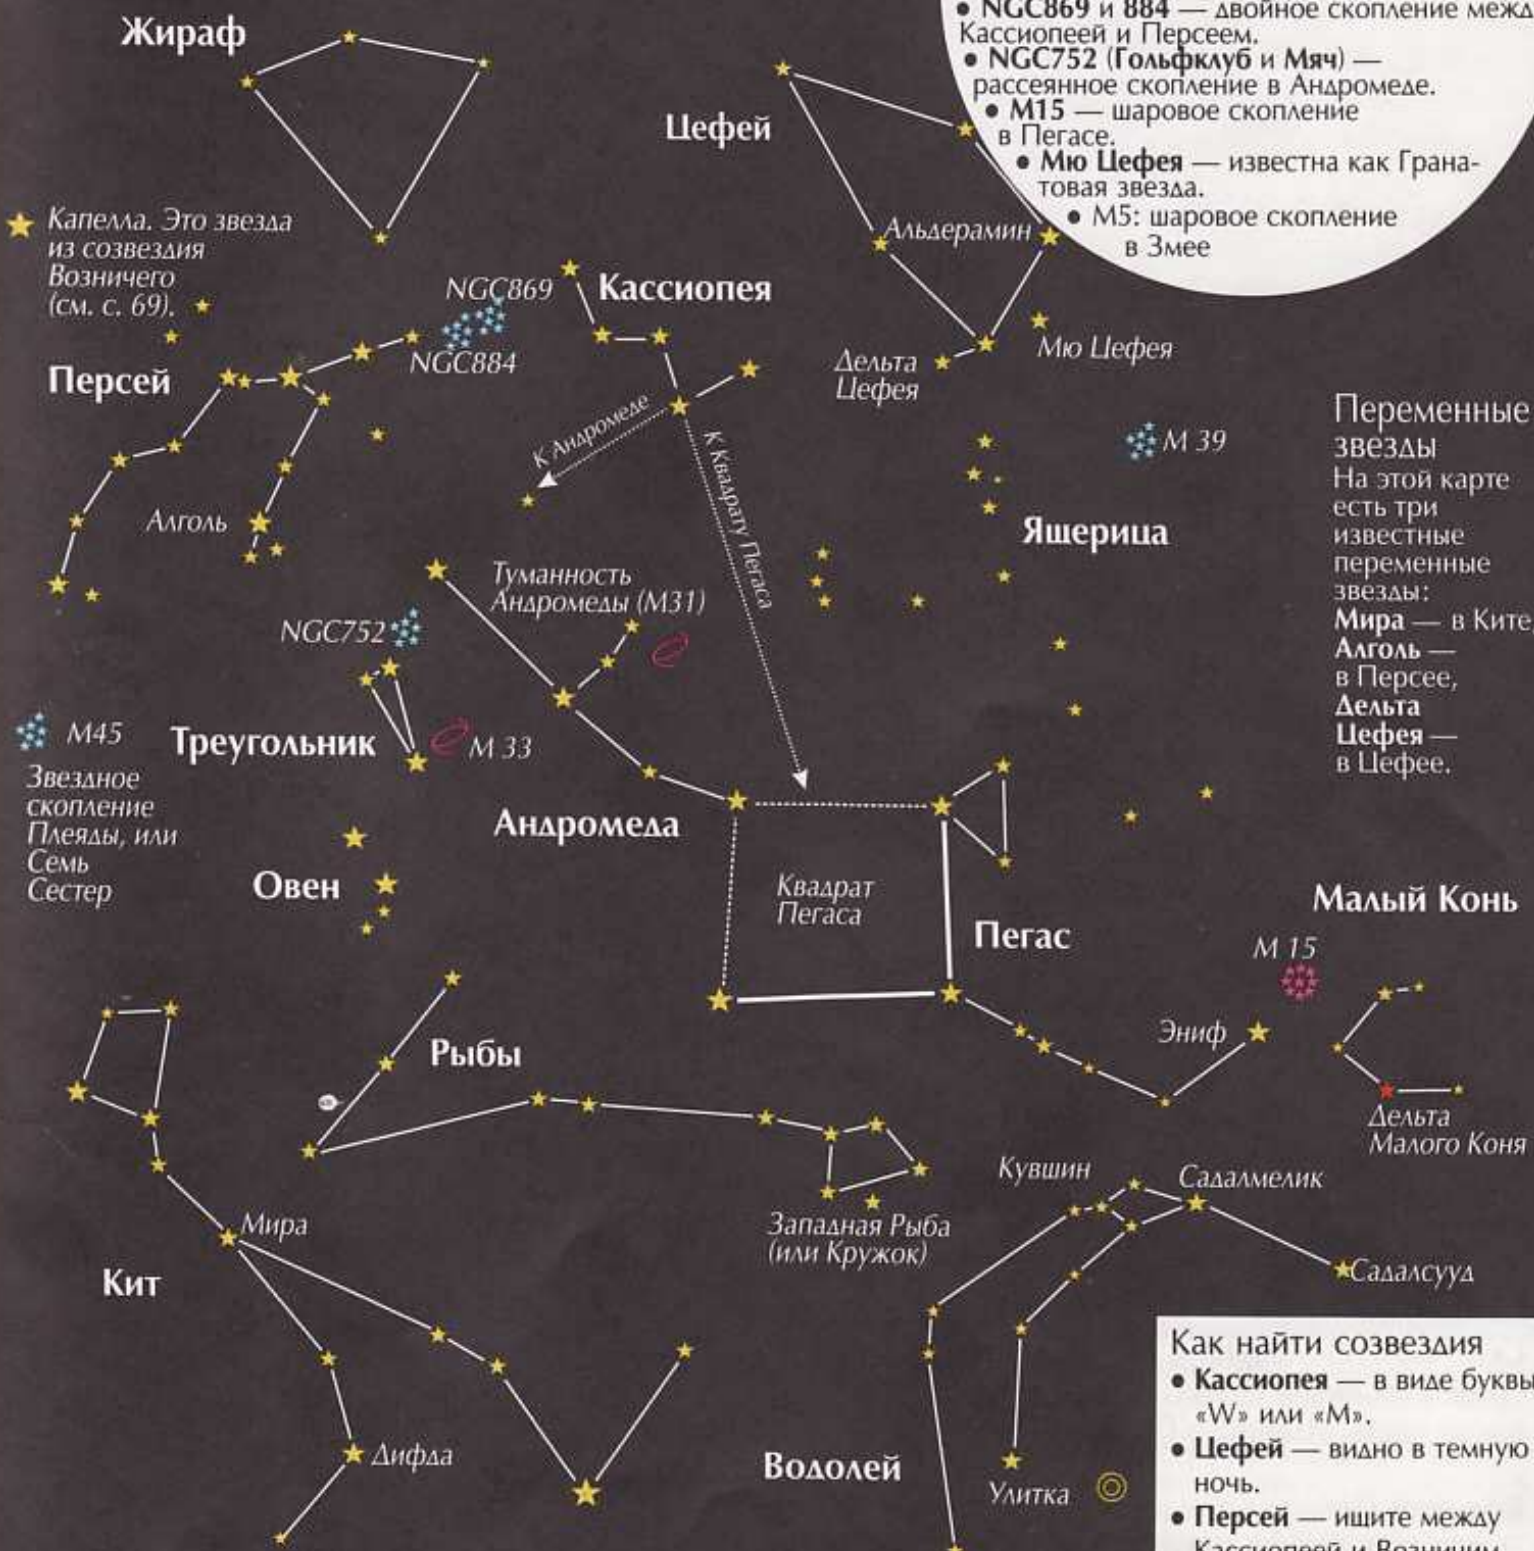 • NGC869 и 884 — двойное скопление межд
Кассиопеей и Персеем.
• NGC752 (Гольфклуб и Мяч) —
рассеянное скопление в Андромеде.
• M15 — шаровое скопление
в Пегасе.
• Мю Цефея — известна как Грана-
товая звезда.
• M5: шаровое скопление
в Змее
Жираф
Цефей
Капелла. Это звезда
из созвездия
Возничего
(см. с. 69).
Альдерамин
NGC869
Кассиопея
NGC884
Персей
Дельта
Цефея
Мю Цефея
К Андромеде
К Квадрату Пегаса
M 39
Переменные
звезды
На этой карте
есть три
известные
переменные
звезды:
Мира — в Ките,
Алголь —
в Персее,
Дельта
Цефея —
в Цефее.
Алголь
Ящерица
Туманность
Андромеды (M31)
NGC752
M45
Звездное
скопление
Плеяды, или
Семь
Сестер
Треугольник
M 33
Андромеда
Овен
Квадрат
Пегаса
Пегас
Малый Конь
M 15
Эниф
Рыбы
Дельта
Малого Коня
Кувшин
Садалмелик
Западная Рыба
(или Кружок)
Мира
Кит
Садалсууд
Дифда
Водолей
Улитка
Как найти созвездия
• Кассиопея — в виде буквы
«W» или «M».
• Цефей — видно в темную
ночь.
• Персей — ищите между
Кассиопеей и Возничим